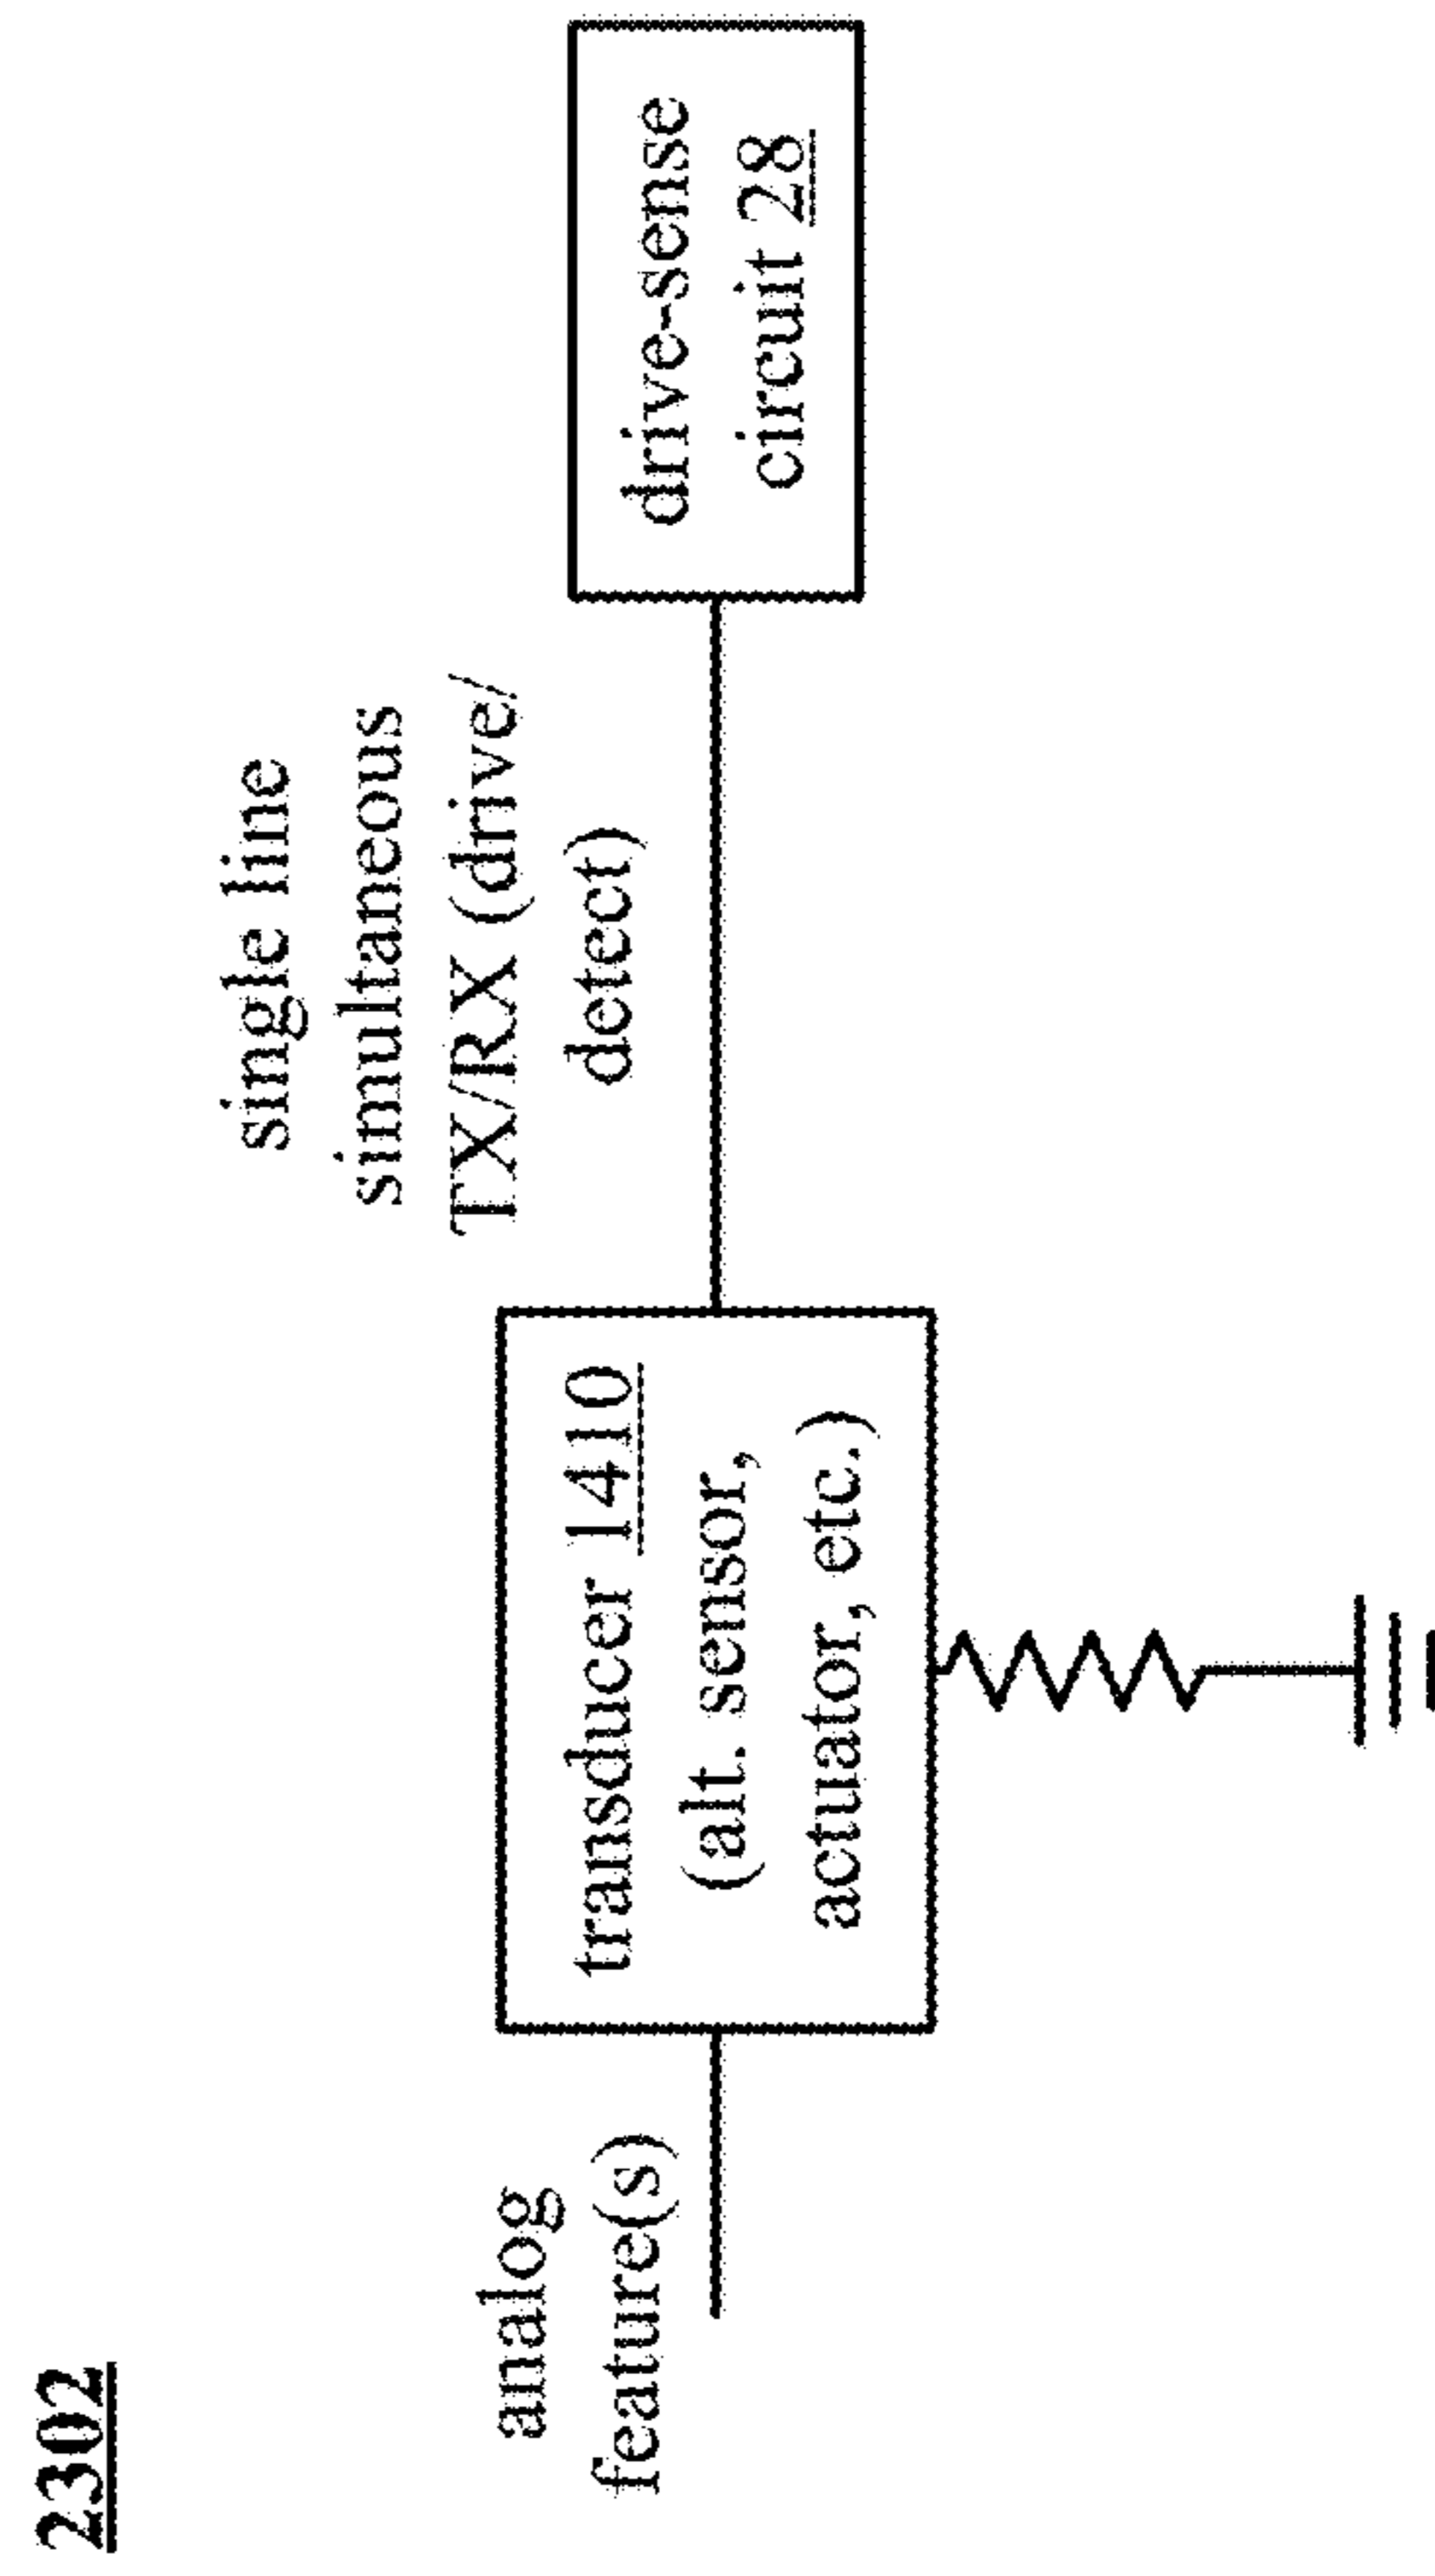 2302
analog
feature(s)
transducer 1410
(alt. sensor,
actuator, etc.)
single line
simultaneous
TX/RX (drive/
detect)
drive-sense
circuit 28